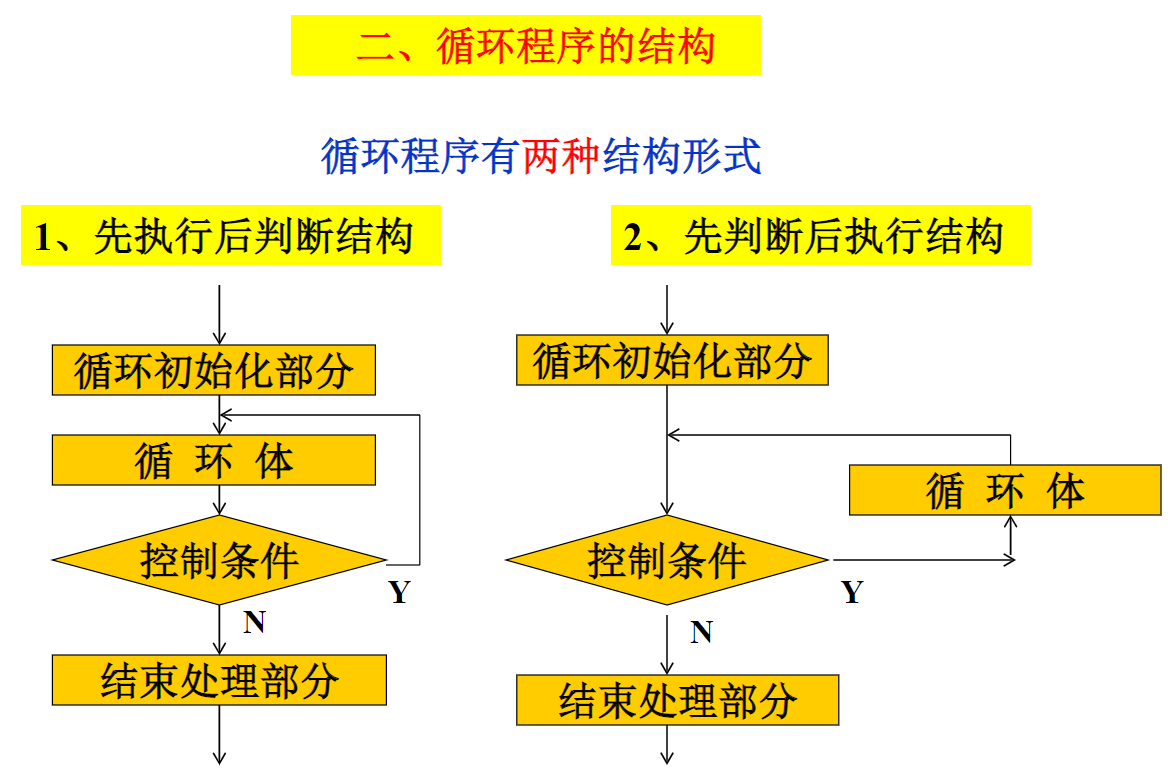 二、循环程序的结构
循环程序有两种结构形式
1、先执行后判断结构
循环初始化部分
循 环 体
控制条件
Y
N
结束处理部分
2、先判断后执行结构
循环初始化部分
循 环 体
控制条件
Y
N
结束处理部分